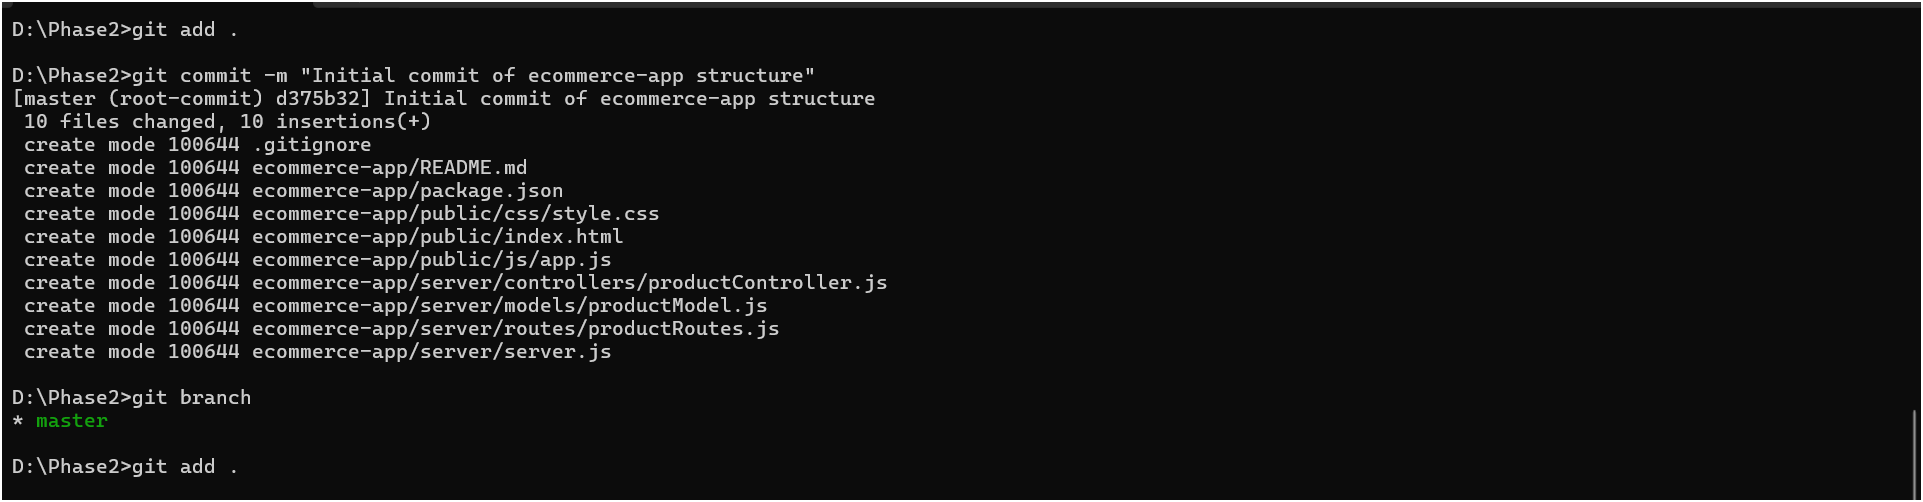 D:\Phase2>git add .
D:\Phase2>git commit -m "Initial commit of ecommerce-app structure"
[master (root-commit) d375b32] Initial commit of ecommerce-app structure
 10 files changed, 10 insertions(+)
 create mode 100644 .gitignore
 create mode 100644 ecommerce-app/README.md
 create mode 100644 ecommerce-app/package.json
 create mode 100644 ecommerce-app/public/css/style.css
 create mode 100644 ecommerce-app/public/index.html
 create mode 100644 ecommerce-app/public/js/app.js
 create mode 100644 ecommerce-app/server/controllers/productController.js
 create mode 100644 ecommerce-app/server/models/productModel.js
 create mode 100644 ecommerce-app/server/routes/productRoutes.js
 create mode 100644 ecommerce-app/server/server.js
D:\Phase2>git branch
* master
D:\Phase2>git add .